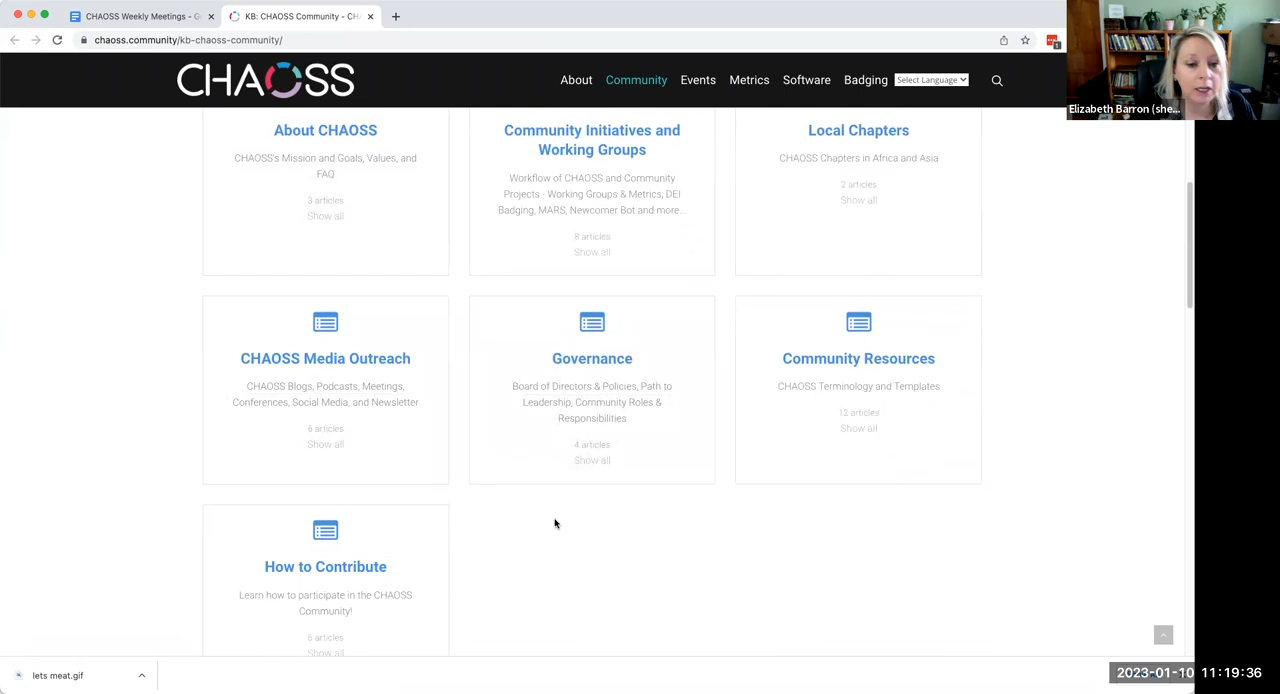 CHAOSS Weekly Meetings - G
KB: CHAOSS Community - CH
chaoss.community/kb-chaoss-community/
CHAOSS
About Community Events Metrics Software Badging Select Language
Elizabeth Barron (she...
About CHAOSS
CHAOSS's Mission and Goals, Values, and
FAQ
3 articles
Show all
Community Initiatives and
Working Groups
Workflow of CHAOSS and Community
Projects - Working Groups & Metrics, DEI
Badging, MARS, Newcomer Bot and more...
8 articles
Show all
Local Chapters
CHAOSS Chapters in Africa and Asia
2 articles
Show all
CHAOSS Media Outreach
CHAOSS Blogs, Podcasts, Meetings,
Conferences, Social Media, and Newsletter
6 articles
Show all
Governance
Board of Directors & Policies, Path to
Leadership, Community Roles &
Responsibilities
4 articles
Show all
Community Resources
CHAOSS Terminology and Templates
12 articles
Show all
How to Contribute
Learn how to participate in the CHAOSS
Community!
6 articles
Show all
lets meat.gif
2023-01-10 11:19:36